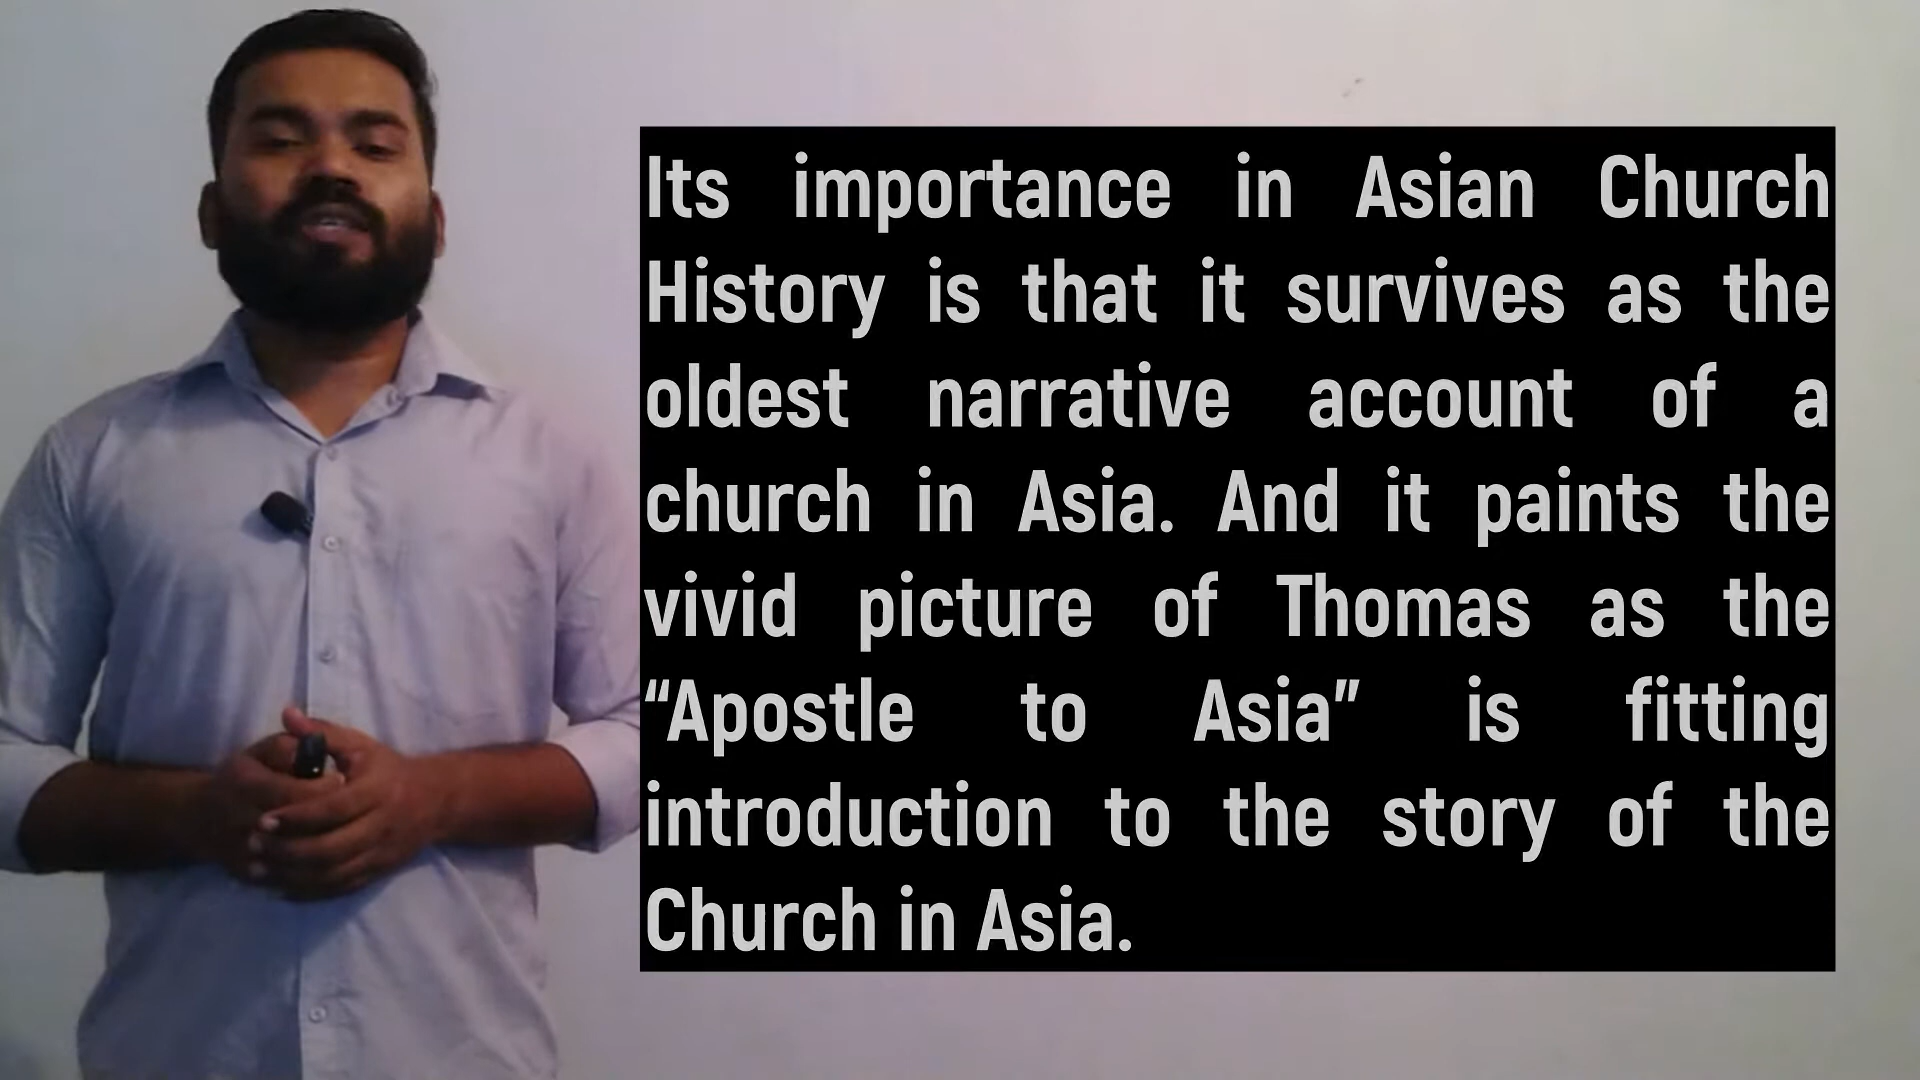 Its importance in Asian Church
History is that it survives as the
oldest narrative account of a
church in Asia. And it paints the
vivid picture of Thomas as the
“Apostle to Asia” is fitting
introduction to the story of the
Church in Asia.